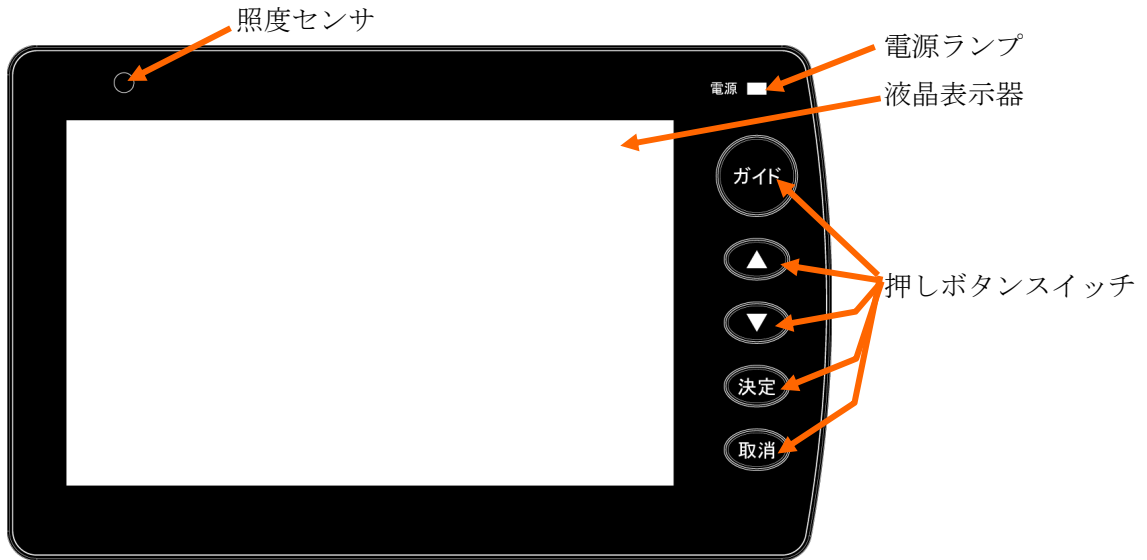 照度センサ
電源ランプ
電源
液晶表示器
ガイド
▲
押しボタンスイッチ
▼
決定
取消